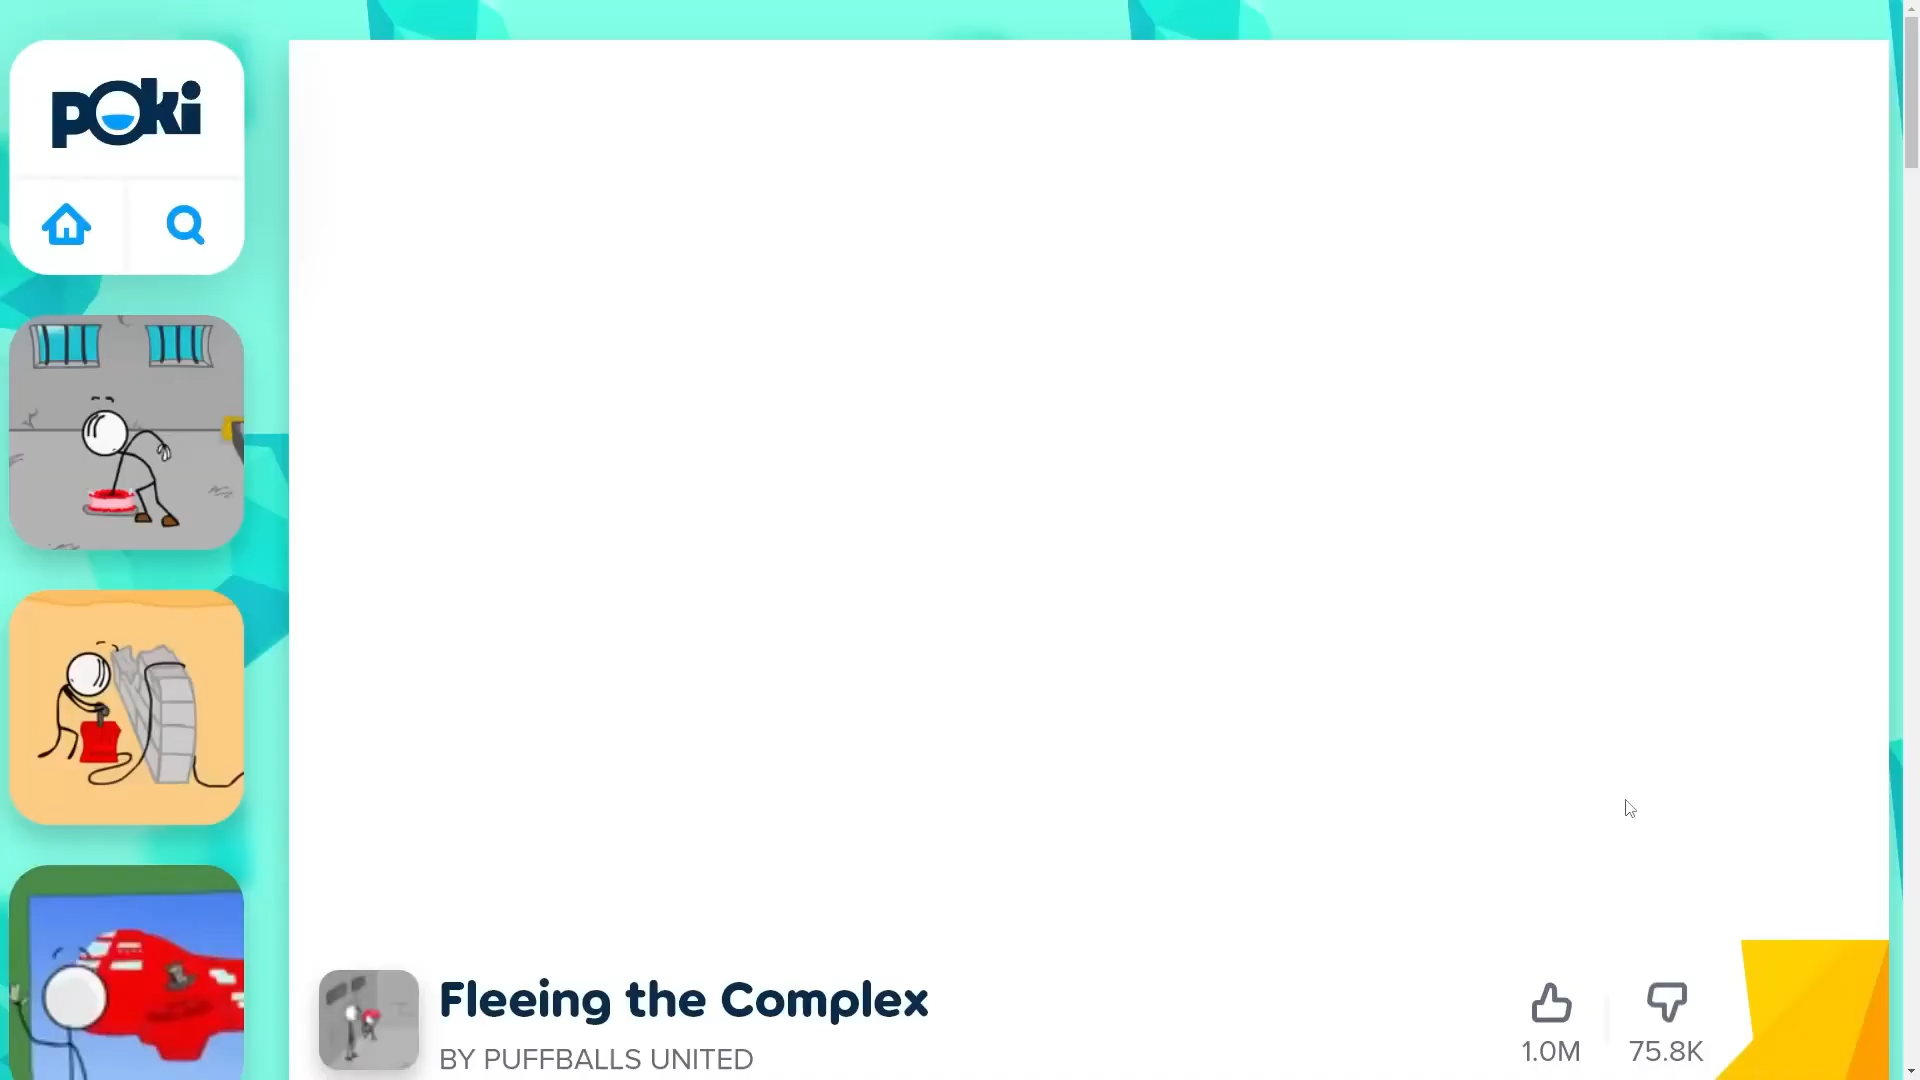 poki
Fleeing the Complex
BY PUFFBALLS UNITED
1.0M
75.8K